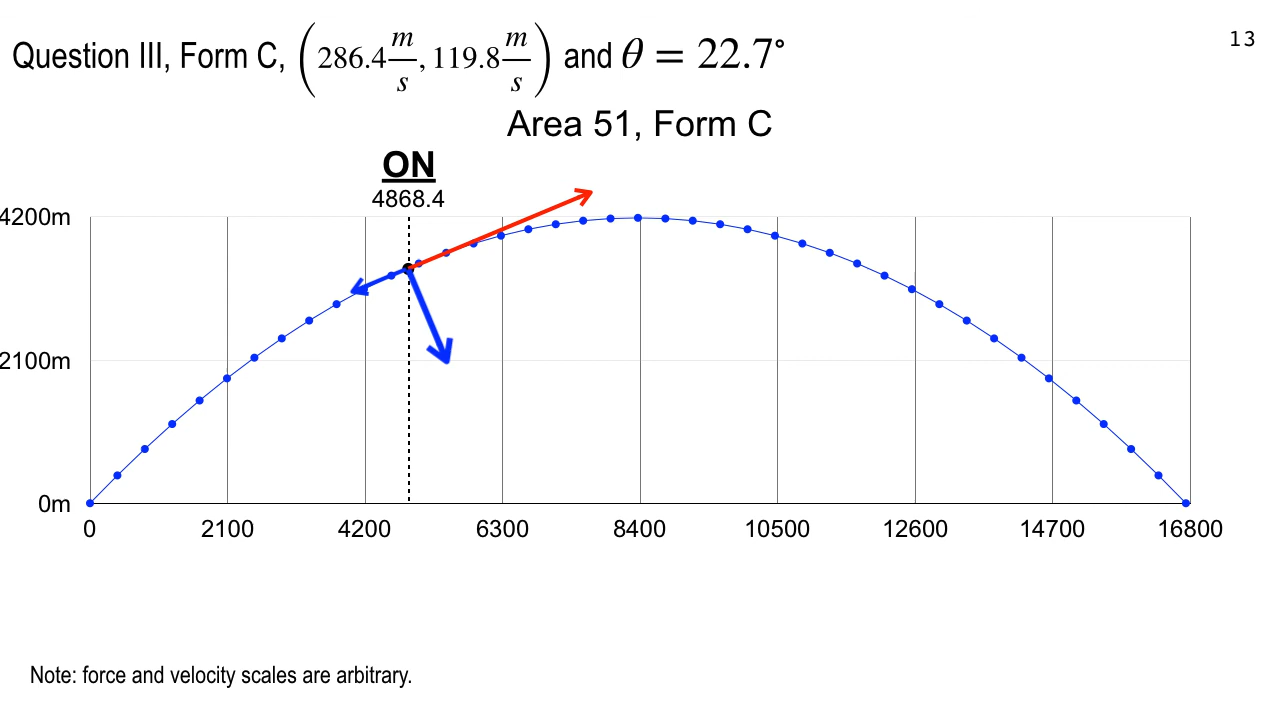 Question III, Form C, (286.4 m/s, 119.8 m/s) and θ = 22.7°
13
Area 51, Form C
ON
4868.4
4200m
2100m
0m
0 2100 4200 6300 8400 10500 12600 14700 16800
Note: force and velocity scales are arbitrary.